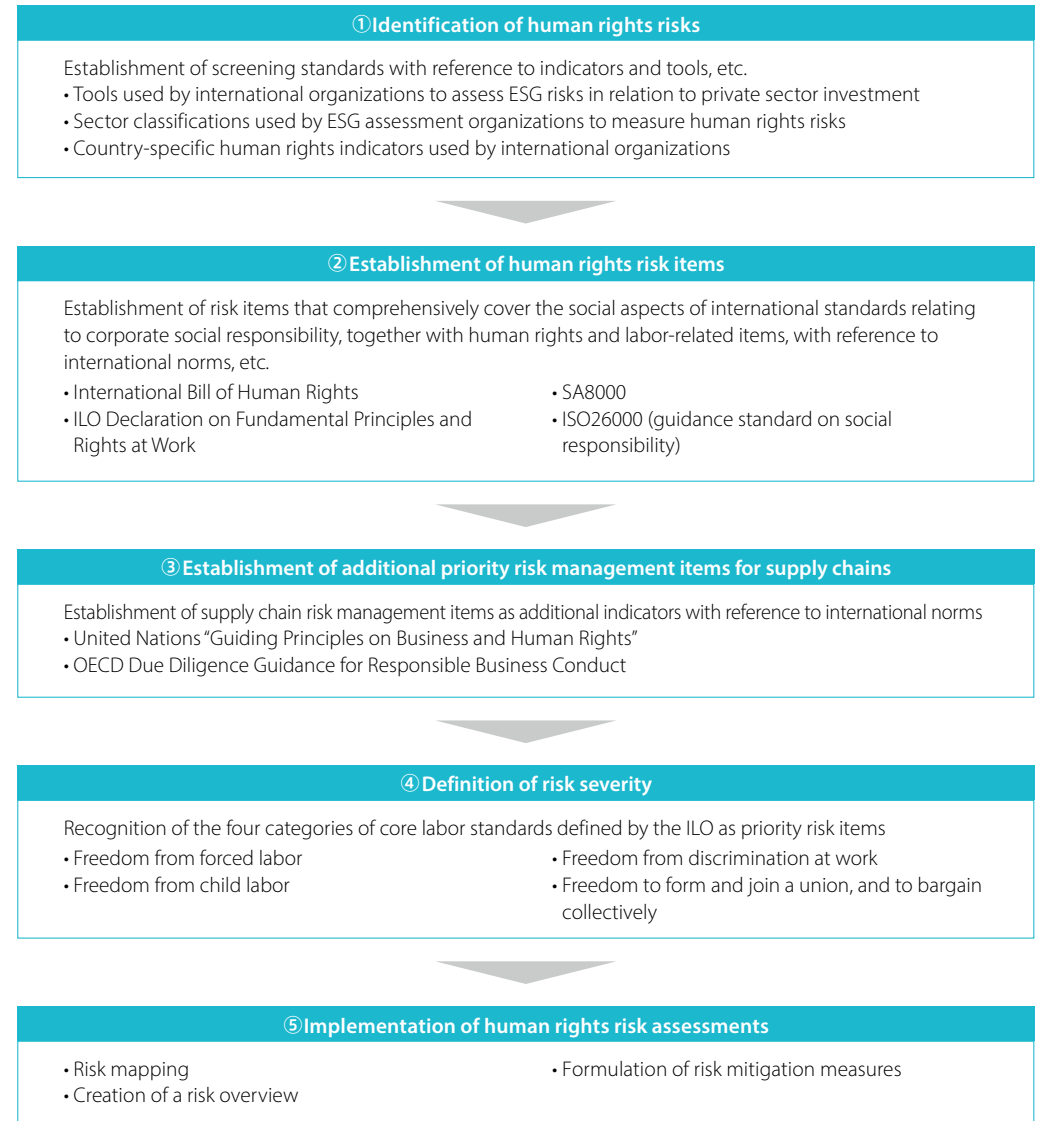 ①Identification of human rights risks
Establishment of screening standards with reference to indicators and tools, etc.
• Tools used by international organizations to assess ESG risks in relation to private sector investment
• Sector classifications used by ESG assessment organizations to measure human rights risks
• Country-specific human rights indicators used by international organizations
②Establishment of human rights risk items
Establishment of risk items that comprehensively cover the social aspects of international standards relating
to corporate social responsibility, together with human rights and labor-related items, with reference to
international norms, etc.
• International Bill of Human Rights
• ILO Declaration on Fundamental Principles and
Rights at Work
• SA8000
• ISO26000 (guidance standard on social
responsibility)
③Establishment of additional priority risk management items for supply chains
Establishment of supply chain risk management items as additional indicators with reference to international norms
• United Nations “Guiding Principles on Business and Human Rights”
• OECD Due Diligence Guidance for Responsible Business Conduct
④Definition of risk severity
Recognition of the four categories of core labor standards defined by the ILO as priority risk items
• Freedom from forced labor
• Freedom from child labor
• Freedom from discrimination at work
• Freedom to form and join a union, and to bargain
collectively
⑤Implementation of human rights risk assessments
• Risk mapping
• Creation of a risk overview
• Formulation of risk mitigation measures